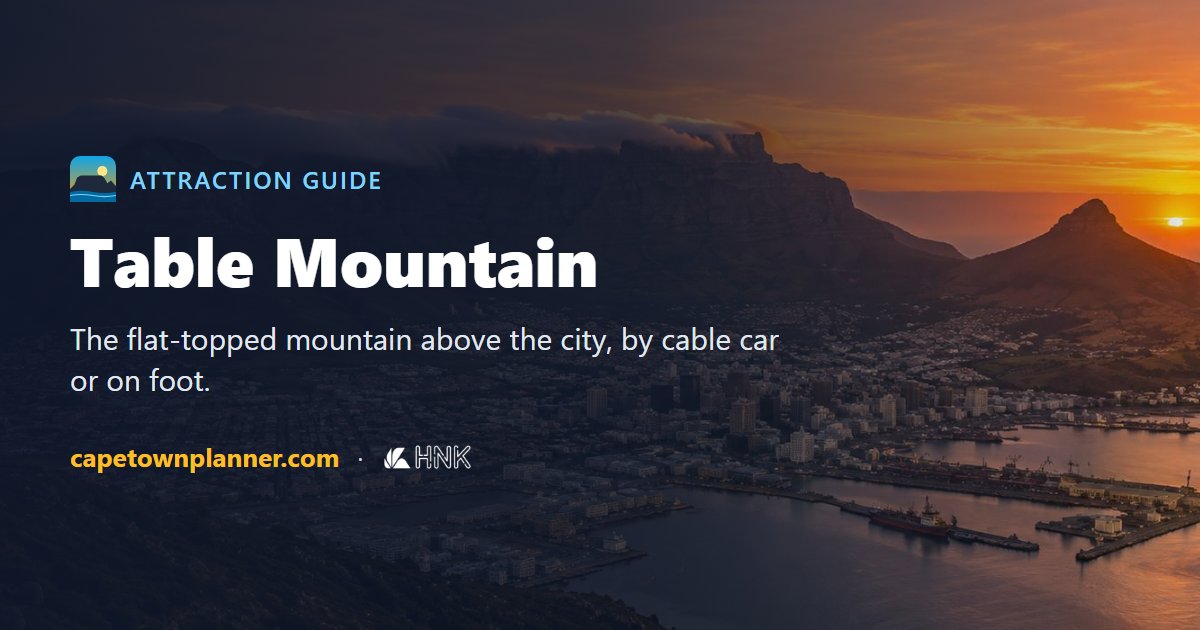 ATTRACTION GUIDE
Table Mountain
The flat-topped mountain above the city, by cable car
or on foot.
capetownplanner.com · HNK